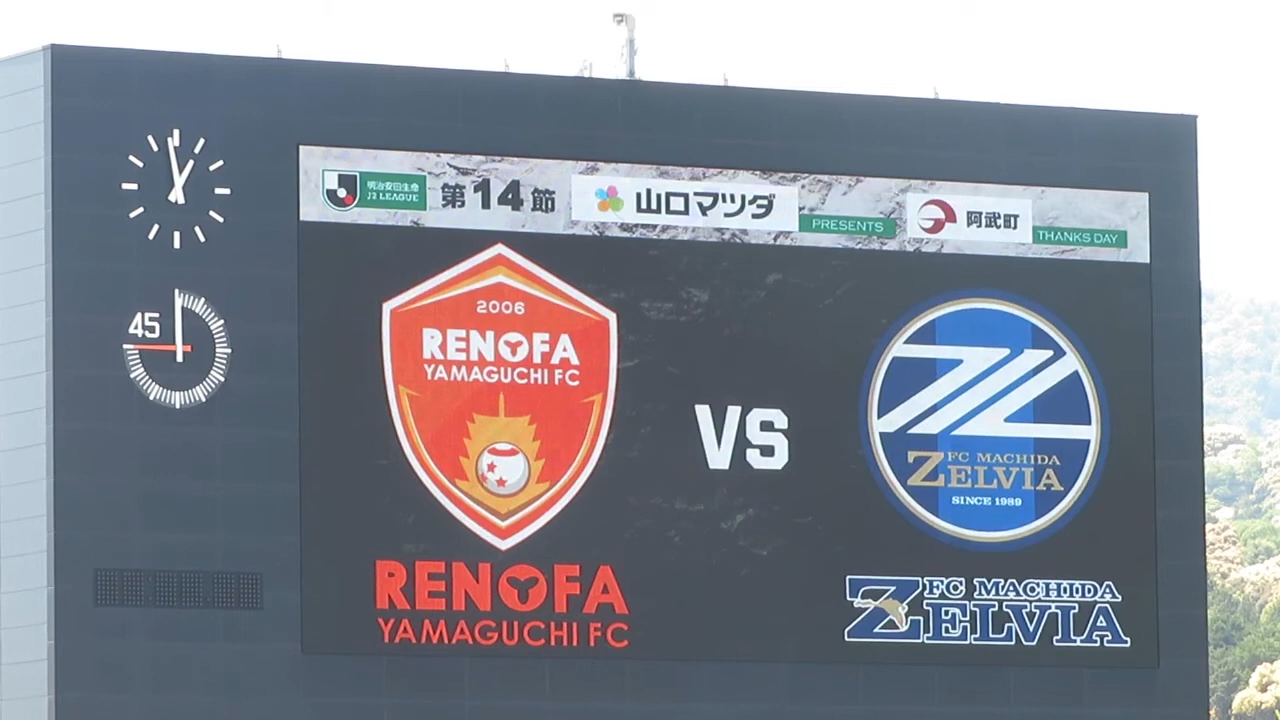 明治安田生命
J2 LEAGUE
第14節
山口マツダ
PRESENTS
阿武町
THANKS DAY
45
2006
RENOFA
YAMAGUCHI FC
VS
FC MACHIDA
ZELVIA
SINCE 1989
RENOFA
YAMAGUCHI FC
FC MACHIDA
ZELVIA